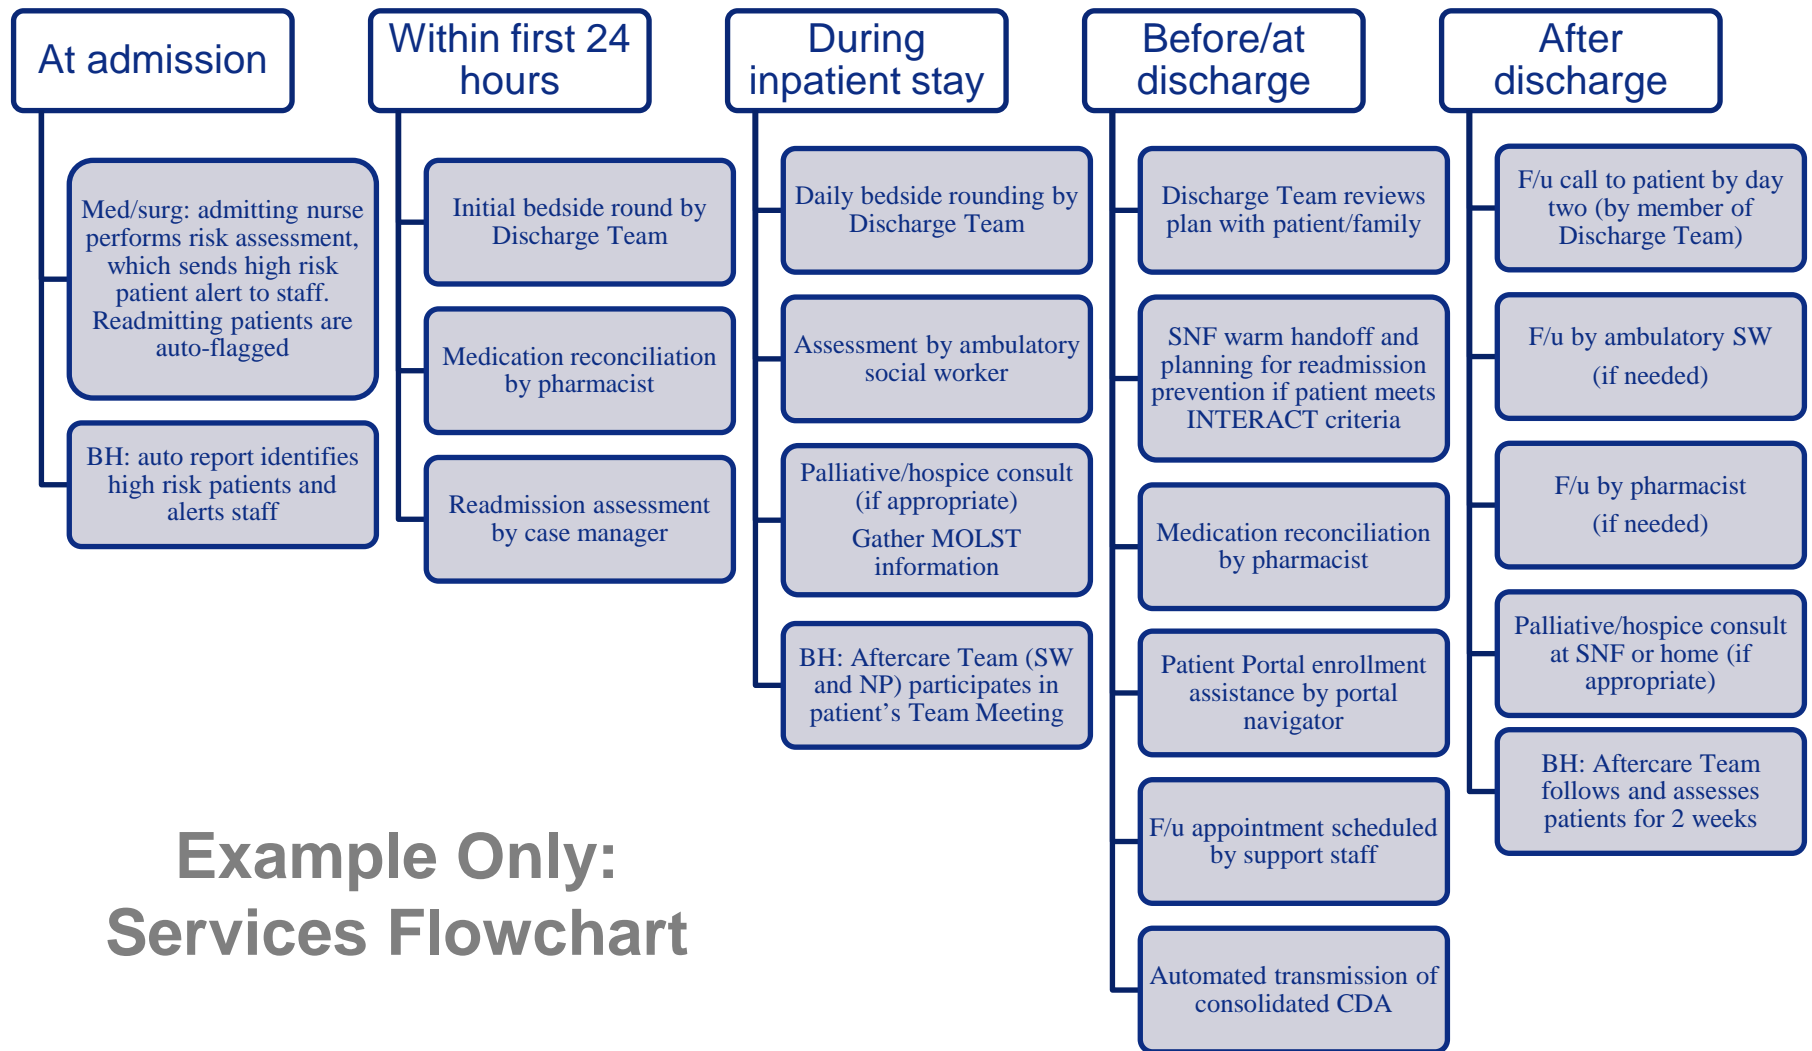 At admission
Med/surg: admitting nurse
performs risk assessment,
which sends high risk
patient alert to staff.
Readmitting patients are
auto-flagged
BH: auto report identifies
high risk patients and
alerts staff
Within first 24
hours
Initial bedside round by
Discharge Team
Medication reconciliation
by pharmacist
Readmission assessment
by case manager
During
inpatient stay
Daily bedside rounding by
Discharge Team
Assessment by ambulatory
social worker
Palliative/hospice consult
(if appropriate)
Gather MOLST
information
BH: Aftercare Team (SW
and NP) participates in
patient’s Team Meeting
Before/at
discharge
Discharge Team reviews
plan with patient/family
SNF warm handoff and
planning for readmission
prevention if patient meets
INTERACT criteria
Medication reconciliation
by pharmacist
Patient Portal enrollment
assistance by portal
navigator
F/u appointment scheduled
by support staff
Automated transmission of
consolidated CDA
After
discharge
F/u call to patient by day
two (by member of
Discharge Team)
F/u by ambulatory SW
(if needed)
F/u by pharmacist
(if needed)
Palliative/hospice consult
at SNF or home (if
appropriate)
BH: Aftercare Team
follows and assesses
patients for 2 weeks
Example Only:
Services Flowchart